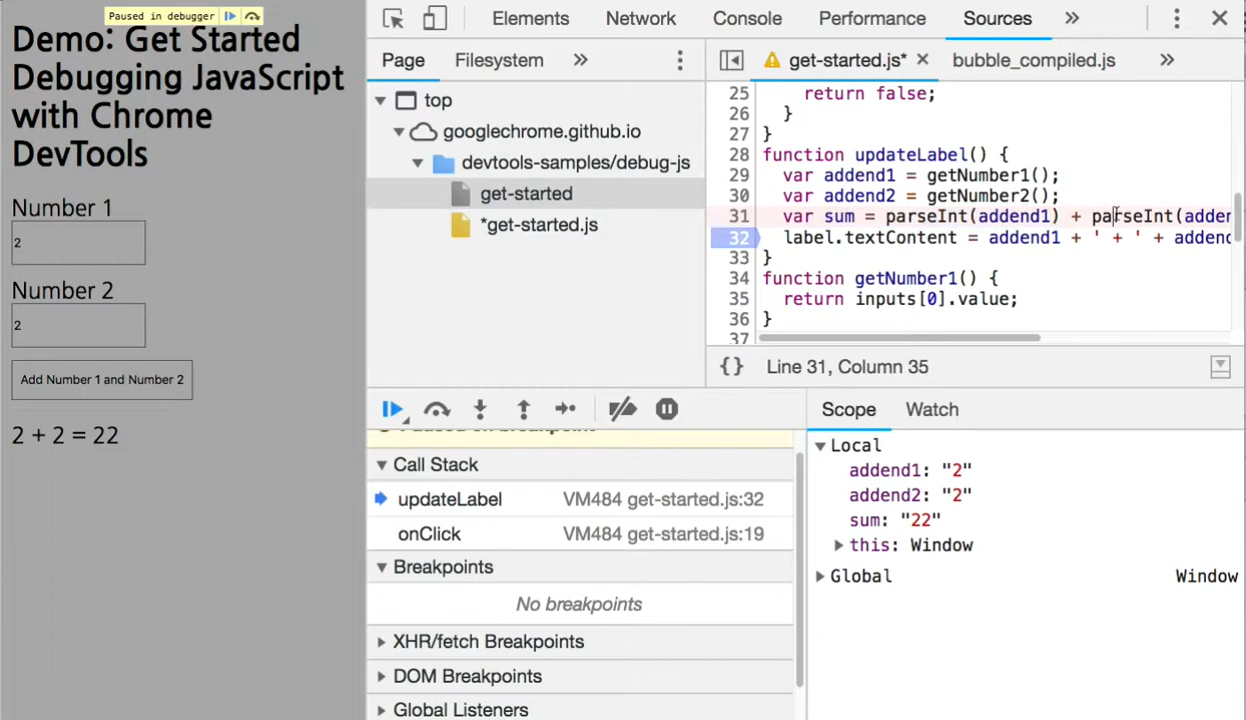 Paused in debugger
Demo: Get Started
Debugging JavaScript
with Chrome
DevTools
Number 1
2
Number 2
2
Add Number 1 and Number 2
2 + 2 = 22
Elements Network Console Performance Sources »
Page Filesystem »
top
googlechrome.github.io
devtools-samples/debug-js
get-started
*get-started.js
get-started.js* × bubble_compiled.js »
25 return false;
26 }
27 }
28 function updateLabel() {
29 var addend1 = getNumber1();
30 var addend2 = getNumber2();
31 var sum = parseInt(addend1) + parseInt(adden
32 label.textContent = addend1 + ' + ' + addend
33 }
34 function getNumber1() {
35 return inputs[0].value;
36 }
37
{} Line 31, Column 35
Paused on breakpoint
Call Stack
updateLabel VM484 get-started.js:32
onClick VM484 get-started.js:19
Breakpoints
No breakpoints
XHR/fetch Breakpoints
DOM Breakpoints
Global Listeners
Scope Watch
Local
addend1: "2"
addend2: "2"
sum: "22"
this: Window
Global Window